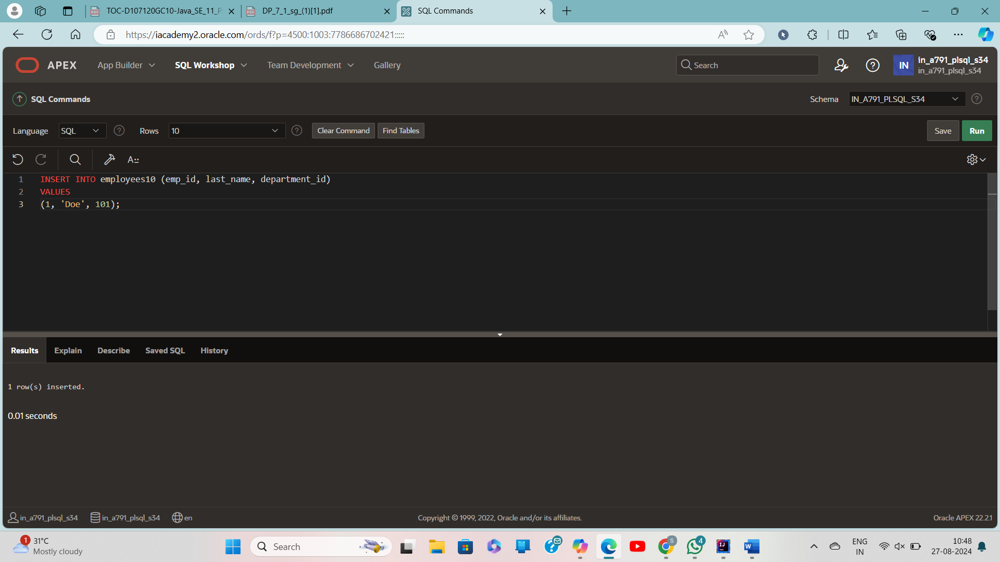 TOC-D107120GC10-Java_SE_11_P
DP_7_1_sg_(1)[1].pdf
SQL Commands
https://iacademy2.oracle.com/ords/f?p=4500:1003:7786686702421:::::
APEX
App Builder
SQL Workshop
Team Development
Gallery
Search
IN
in_a791_plsql_s34
in_a791_plsql_s34
SQL Commands
Schema
IN_A791_PLSQL_S34
Language
SQL
Rows
10
Clear Command
Find Tables
Save
Run
1 INSERT INTO employees10 (emp_id, last_name, department_id)
2 VALUES
3 (1, 'Doe', 101);
Results
Explain
Describe
Saved SQL
History
1 row(s) inserted.
0.01 seconds
in_a791_plsql_s34
in_a791_plsql_s34
en
Copyright © 1999, 2022, Oracle and/or its affiliates.
Oracle APEX 22.2.1
1
31°C
Mostly cloudy
Search
S
4
ENG
IN
10:48
27-08-2024